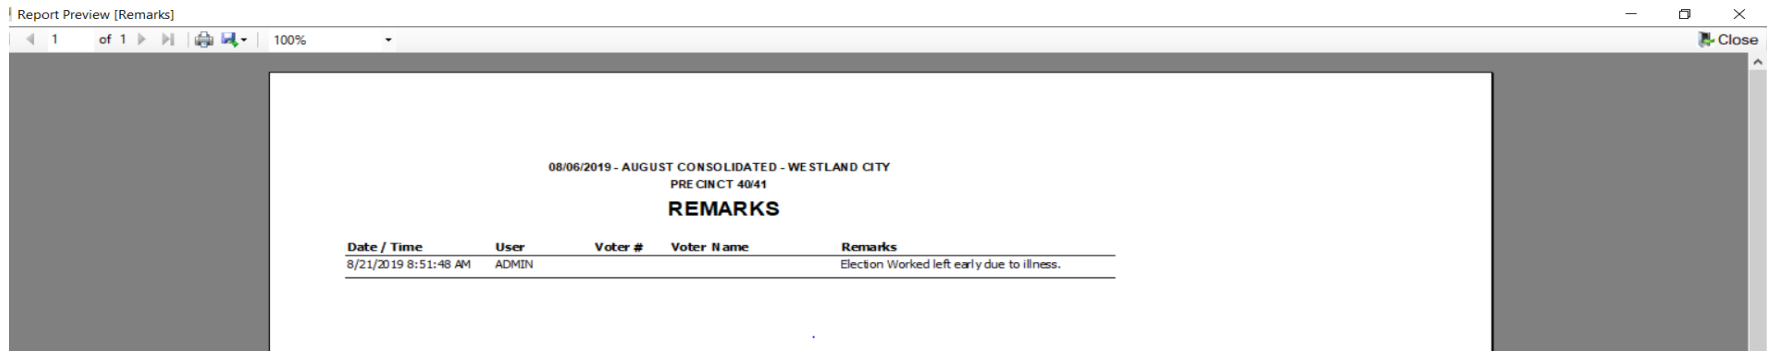 Report Preview [Remarks]
1 of 1 100% Close
08/06/2019 - AUGUST CONSOLIDATED - WESTLAND CITY
PRECINCT 40/41
REMARKS
Date / Time User Voter # Voter Name Remarks
8/21/2019 8:51:48 AM ADMIN Election Worked left early due to illness.